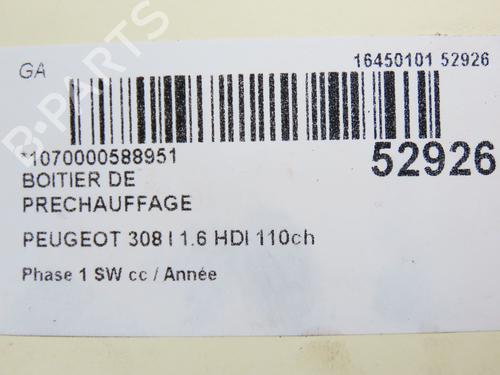 GA
16450101 52926
*1070000588951
52926
BOITIER DE
PRECHAUFFAGE
PEUGEOT 308 I 1.6 HDI 110ch
Phase 1 SW cc / Année
B-PARTS